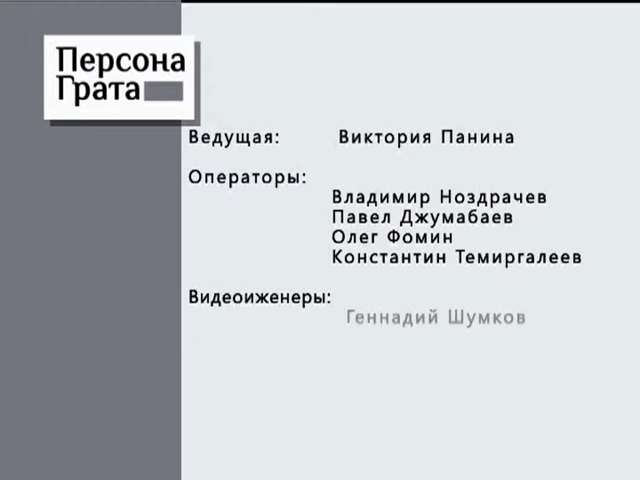 Персона
Грата
Ведущая: Виктория Панина
Операторы:
Владимир Ноздрачев
Павел Джумабаев
Олег Фомин
Константин Темиргалеев
Видеоиженеры:
Геннадий Шумков